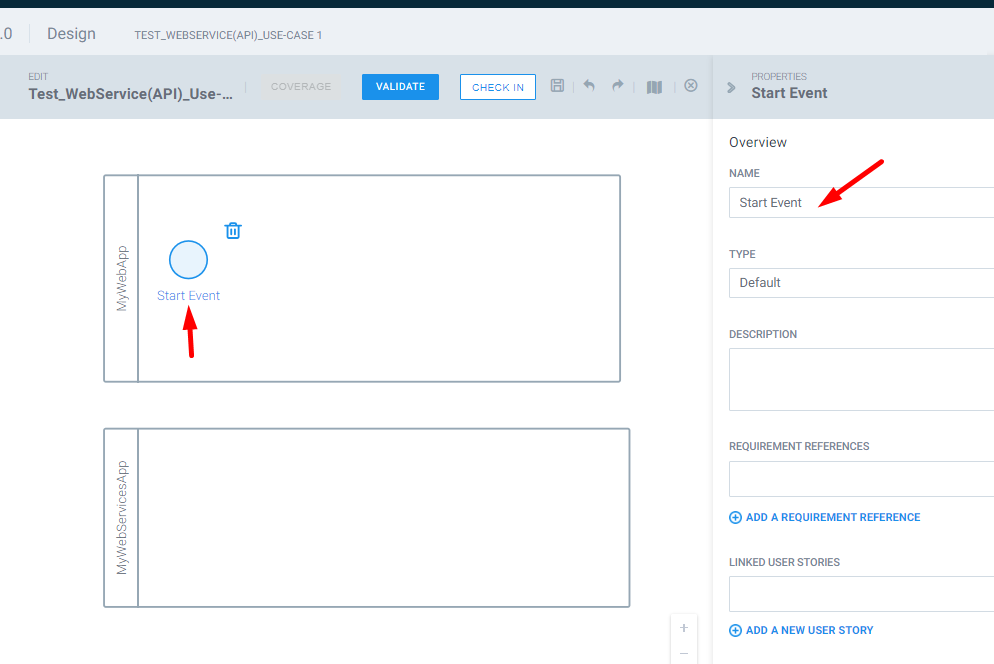 .0
Design
TEST_WEBSERVICE(API)_USE-CASE 1
EDIT
Test_WebService(API)_Use-...
COVERAGE
VALIDATE
CHECK IN
PROPERTIES
Start Event
Overview
NAME
Start Event
TYPE
Default
DESCRIPTION
REQUIREMENT REFERENCES
ADD A REQUIREMENT REFERENCE
LINKED USER STORIES
ADD A NEW USER STORY
MyWebApp
Start Event
MyWebServicesApp